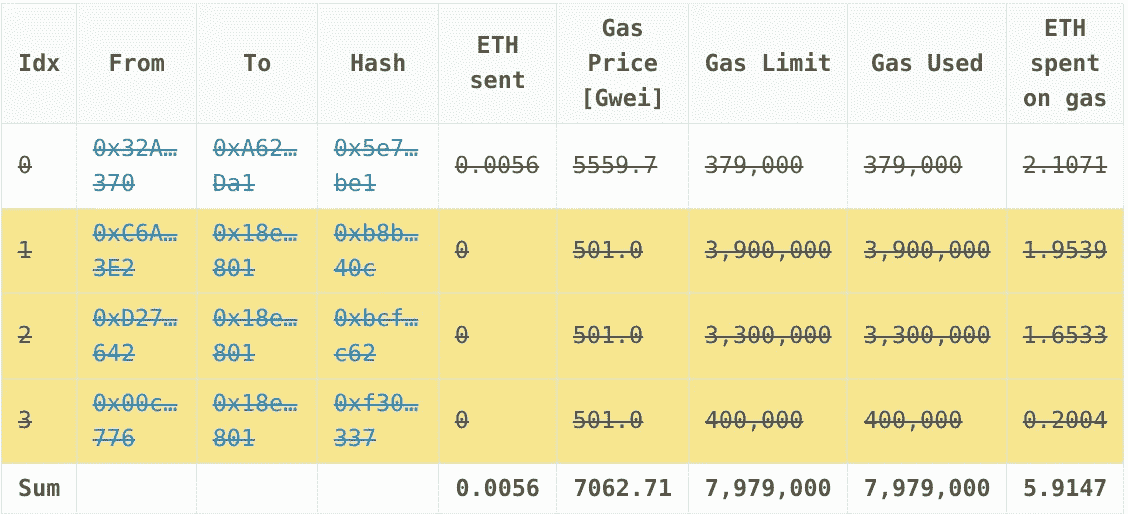 Idx From To Hash ETH sent Gas Price [Gwei] Gas Limit Gas Used ETH spent on gas
0 0x32A…370 0xA62…Da1 0x5e7…be1 0.0056 5559.7 379,000 379,000 2.1071
1 0xC6A…3E2 0x18e…801 0xb8b…40c 0 501.0 3,900,000 3,900,000 1.9539
2 0xD27…642 0x18e…801 0xbcf…c62 0 501.0 3,300,000 3,300,000 1.6533
3 0x00c…776 0x18e…801 0xf30…337 0 501.0 400,000 400,000 0.2004
Sum 0.0056 7062.71 7,979,000 7,979,000 5.9147